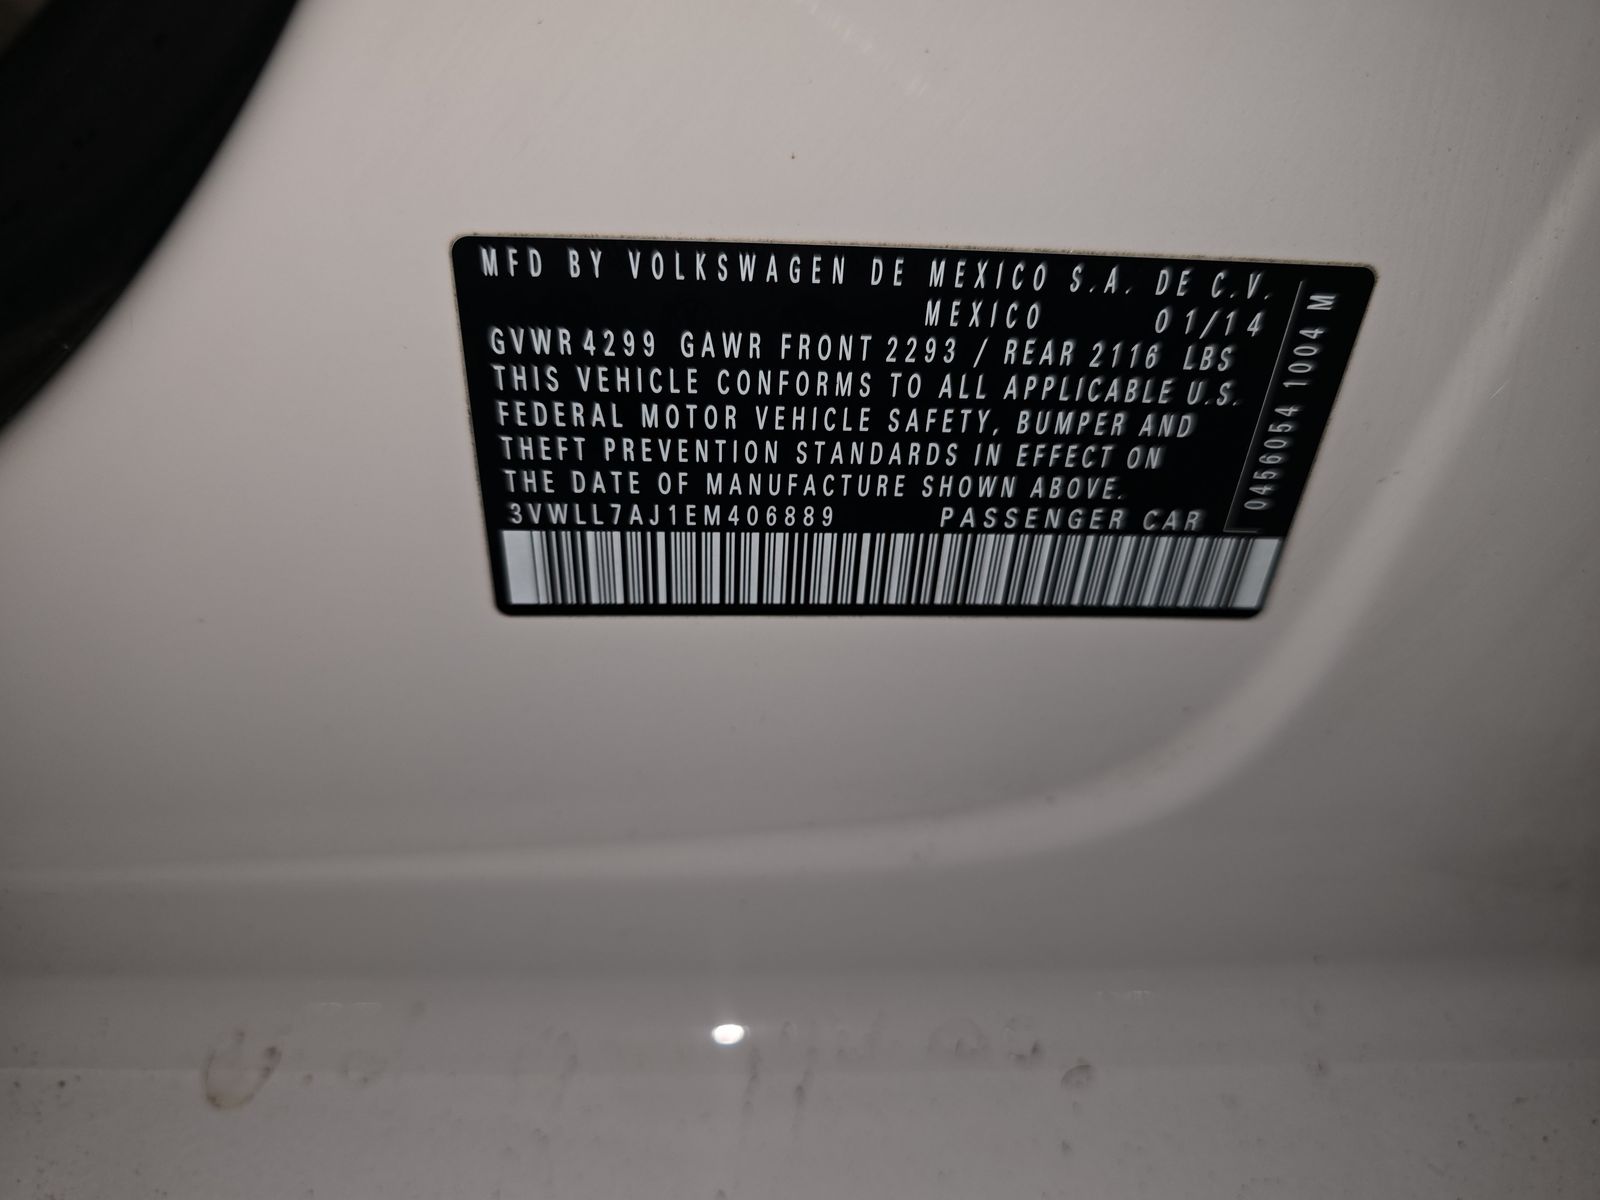 MFD BY VOLKSWAGEN DE MEXICO S.A. DE C.V.
MEXICO 01/14
GVWR 4299 GAWR FRONT 2293 / REAR 2116 LBS
THIS VEHICLE CONFORMS TO ALL APPLICABLE U.S.
FEDERAL MOTOR VEHICLE SAFETY, BUMPER AND
THEFT PREVENTION STANDARDS IN EFFECT ON
THE DATE OF MANUFACTURE SHOWN ABOVE.
3VWLL7AJ1EM406889 PASSENGER CAR
0456054 1004 M